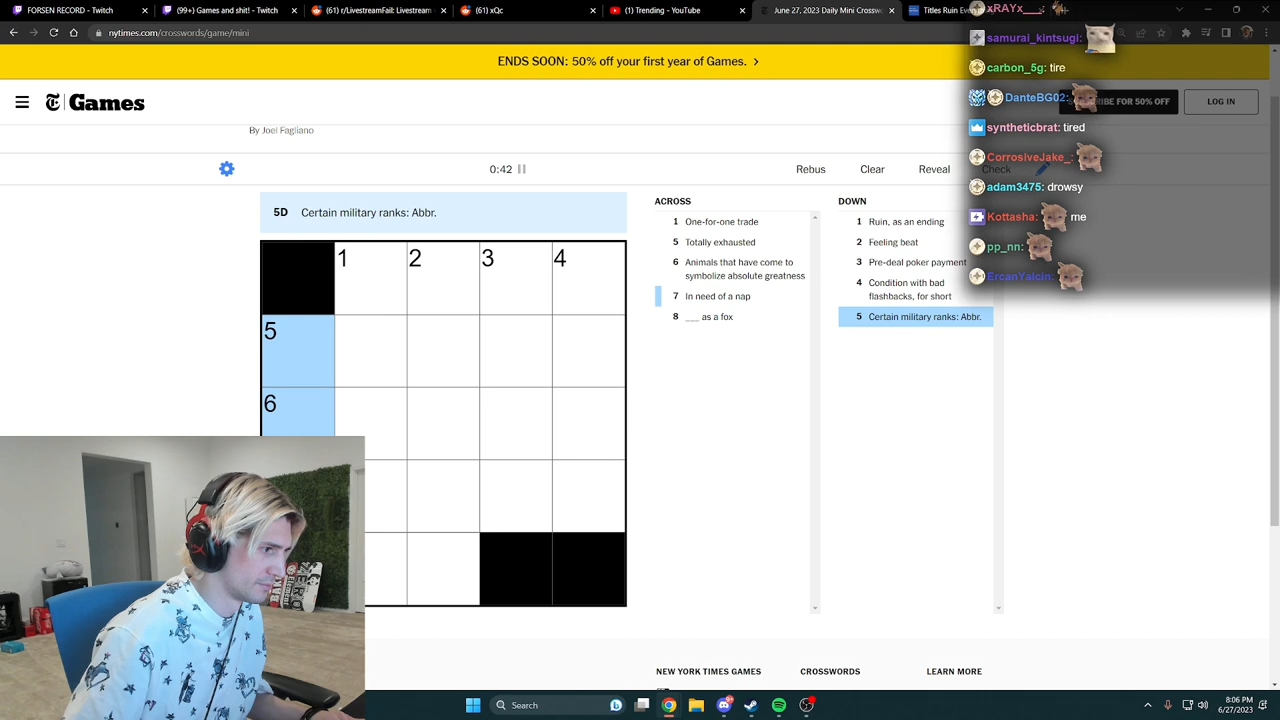 FORSEN RECORD - Twitch
(99+) Games and shit! - Twitch
(6) r/LivestreamFail: Livestream
(61) xQc
(1) Trending - YouTube
June 27, 2023 Daily Mini Crossw
Titles Ruin Eve
nytimes.com/crosswords/game/mini
ENDS SOON: 50% off your first year of Games.
Games
FOR 50% OFF
LOG IN
By Joel Fagliano
0:42
Rebus
Clear
Reveal
Check
5D Certain military ranks: Abbr.
1
2
3
4
5
6
ACROSS
1 One-for-one trade
5 Totally exhausted
6 Animals that have come to
symbolize absolute greatness
7 In need of a nap
8 ___ as a fox
DOWN
1 Ruin, as an ending
2 Feeling beat
3 Pre-deal poker payment
4 Condition with bad
flashbacks, for short
5 Certain military ranks: Abbr.
xRAYx___:
samurai_kintsugi:
carbon_5g: tire
DanteBG02:
syntheticbrat: tired
CorrosiveJake_:
adam3475: drowsy
Kottasha: me
pp_nn:
ErcanYalcin:
NEW YORK TIMES GAMES
CROSSWORDS
LEARN MORE
Search
8:06 PM
6/27/2023